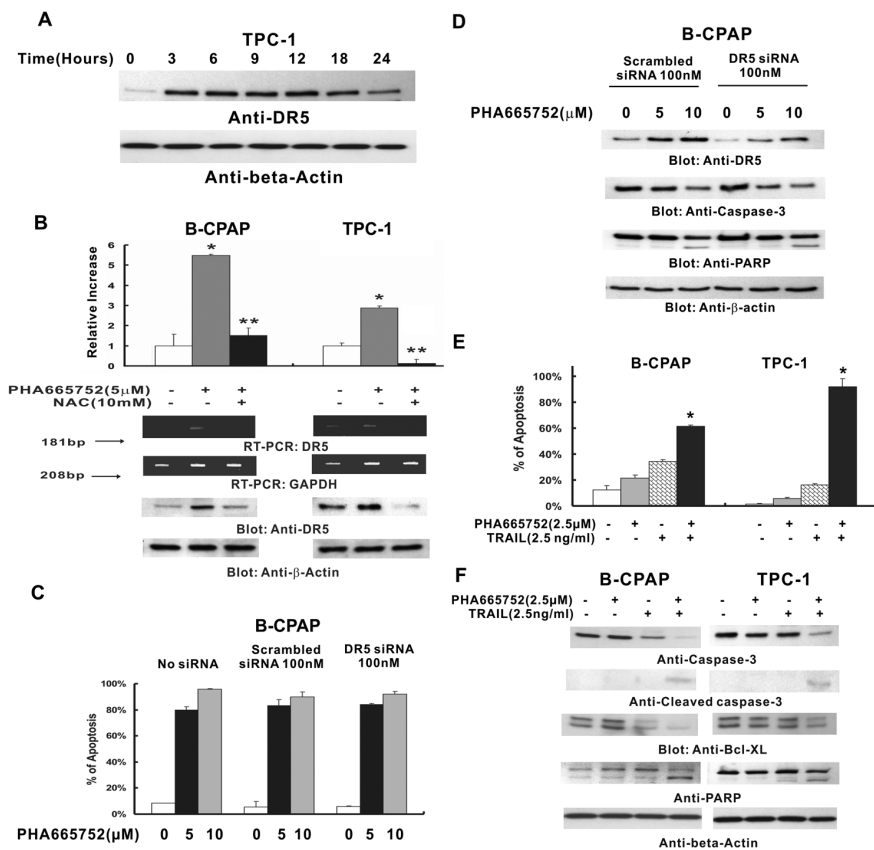 A
TPC-1
Time(Hours) 0 3 6 9 12 18 24
Anti-DR5
Anti-beta-Actin
B
B-CPAP TPC-1
Relative Increase
6
5
4
3
2
1
0
* ** * **
PHA665752(5μM) - + + - + +
NAC(10mM) - - + - - +
181bp
RT-PCR: DR5
208bp
RT-PCR: GAPDH
Blot: Anti-DR5
Blot: Anti-β-Actin
C
B-CPAP
No siRNA
Scrambled siRNA 100nM
DR5 siRNA 100nM
% of Apoptosis
100%
80%
60%
40%
20%
0%
PHA665752(μM) 0 5 10 0 5 10 0 5 10
D
B-CPAP
Scrambled siRNA 100nM
DR5 siRNA 100nM
PHA665752(μM) 0 5 10 0 5 10
Blot: Anti-DR5
Blot: Anti-Caspase-3
Blot: Anti-PARP
Blot: Anti-β-actin
E
B-CPAP TPC-1
% of Apoptosis
100%
80%
60%
40%
20%
0%
* *
PHA665752(2.5μM) - + - + - + - +
TRAIL(2.5 ng/ml) - - + + - - + +
F
B-CPAP TPC-1
PHA665752(2.5μM) - + - + - + - +
TRAIL(2.5ng/ml) - - + + - - + +
Anti-Caspase-3
Anti-Cleaved caspase-3
Blot: Anti-Bcl-XL
Anti-PARP
Anti-beta-Actin